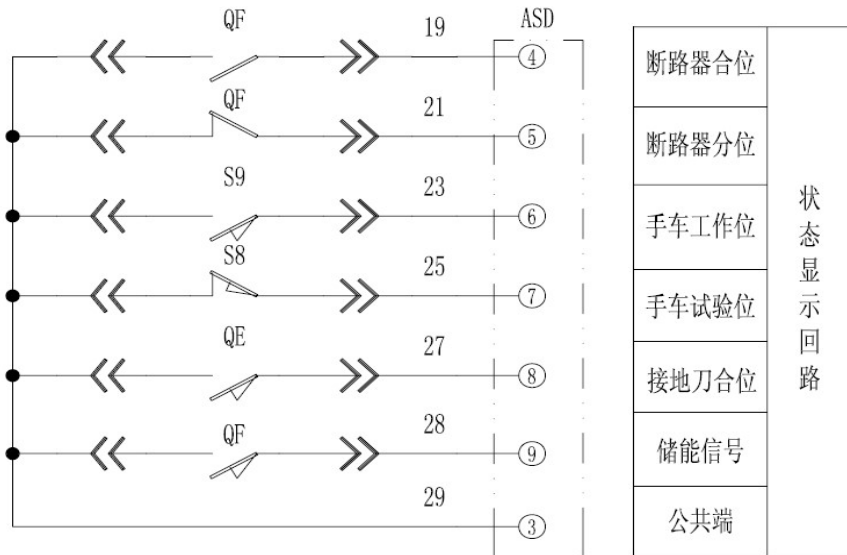 QF 19 ASD
④ 断路器合位
QF 21
⑤ 断路器分位
S9 23
⑥ 手车工作位
S8 25
⑦ 手车试验位
QE 27
⑧ 接地刀合位
QF 28
⑨ 储能信号
29
③ 公共端
状态显示回路